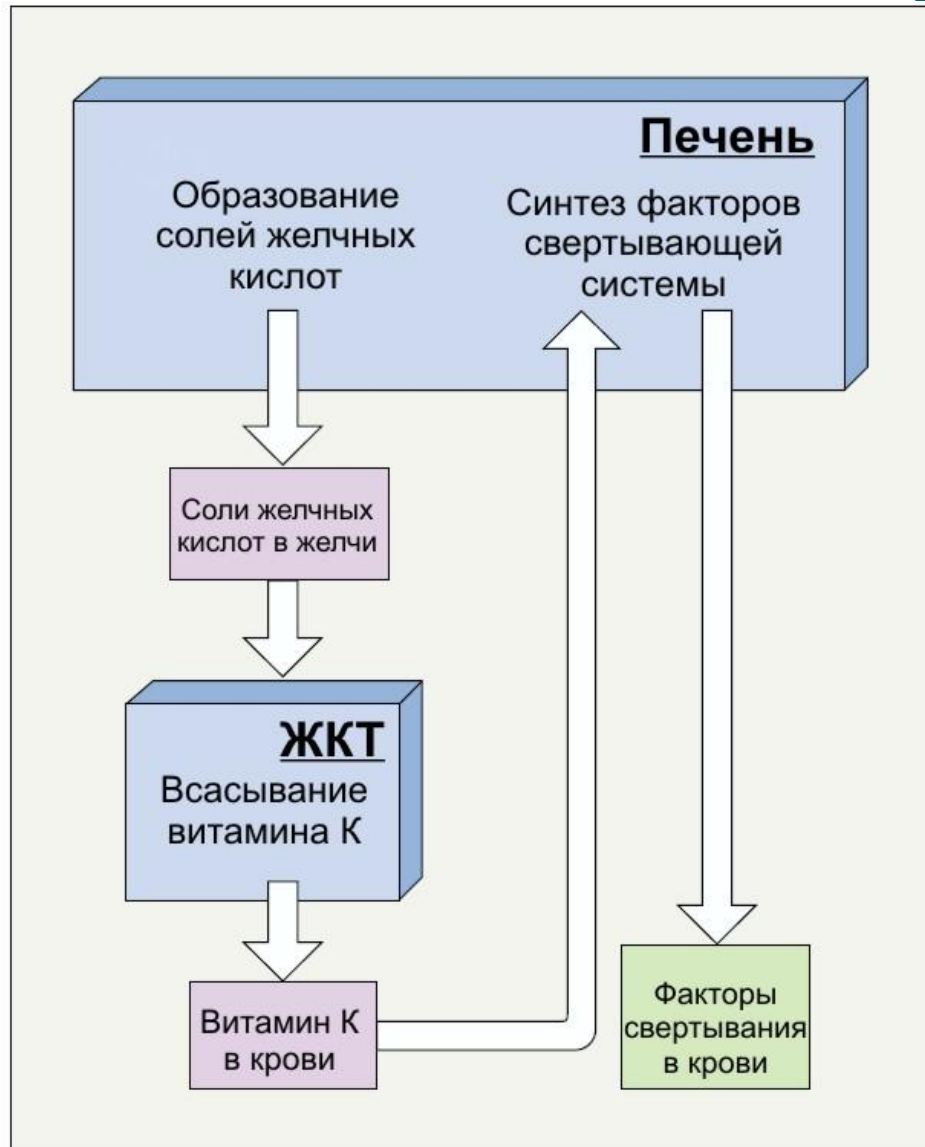 Печень
Образование
солей желчных
кислот
Синтез факторов
свертывающей
системы
Соли желчных
кислот в желчи
ЖКТ
Всасывание
витамина К
Витамин К
в крови
Факторы
свертывания
в крови